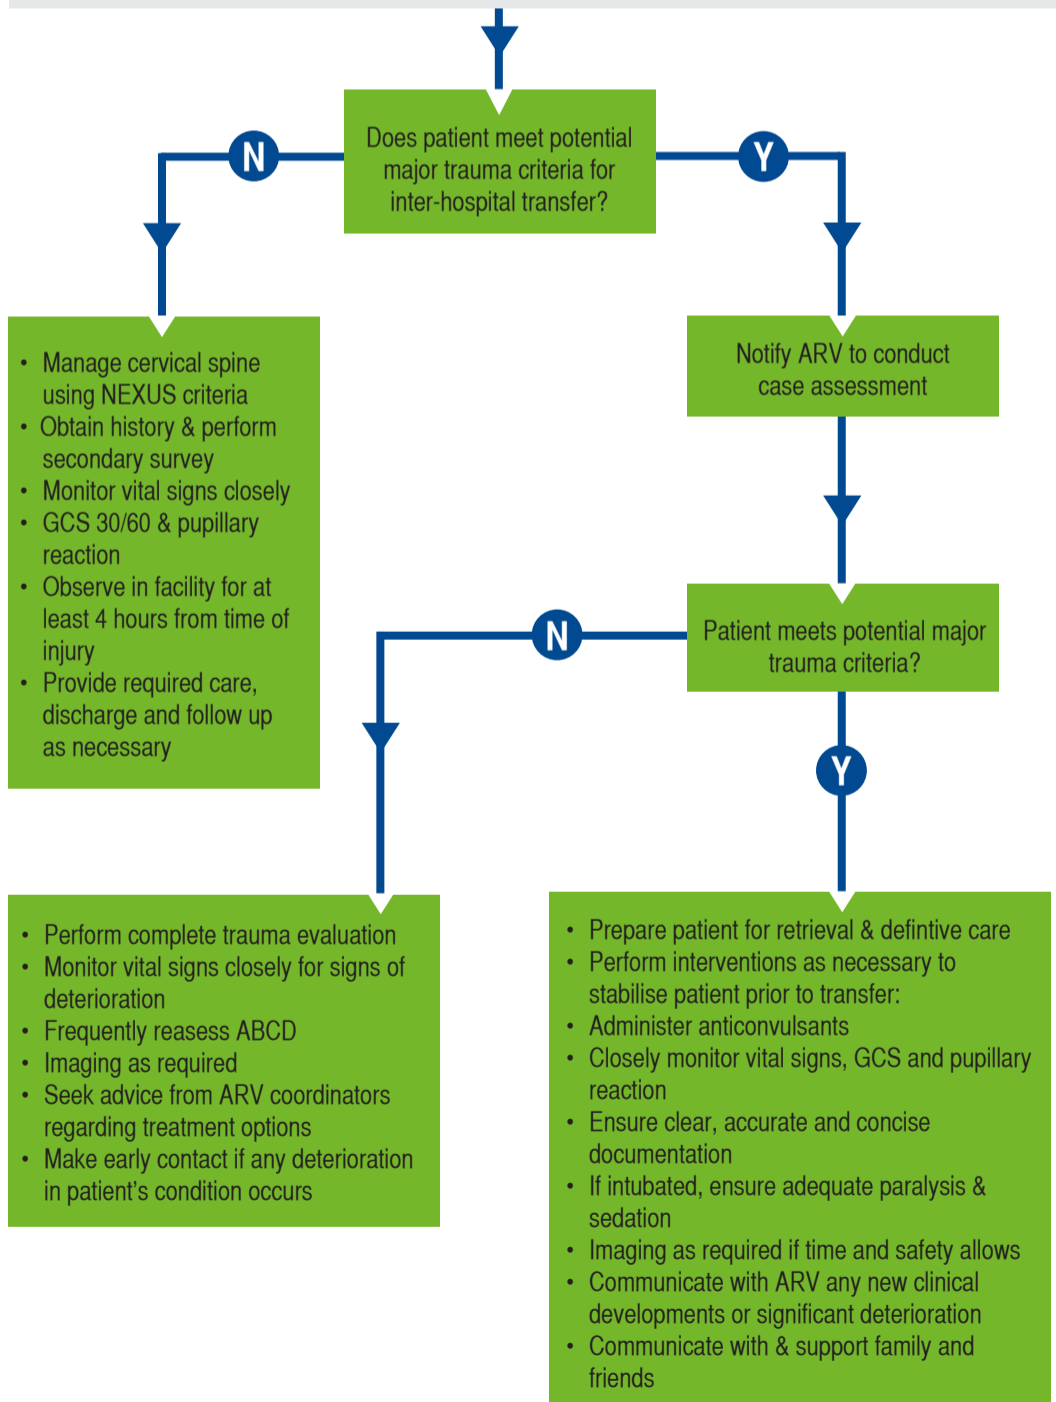 Does patient meet potential
major trauma criteria for
inter-hospital transfer?
N
Y
• Manage cervical spine
using NEXUS criteria
• Obtain history & perform
secondary survey
• Monitor vital signs closely
• GCS 30/60 & pupillary
reaction
• Observe in facility for at
least 4 hours from time of
injury
• Provide required care,
discharge and follow up
as necessary
Notify ARV to conduct
case assessment
Patient meets potential major
trauma criteria?
N
Y
• Perform complete trauma evaluation
• Monitor vital signs closely for signs of
deterioration
• Frequently reasess ABCD
• Imaging as required
• Seek advice from ARV coordinators
regarding treatment options
• Make early contact if any deterioration
in patient’s condition occurs
• Prepare patient for retrieval & defintive care
• Perform interventions as necessary to
stabilise patient prior to transfer:
• Administer anticonvulsants
• Closely monitor vital signs, GCS and pupillary
reaction
• Ensure clear, accurate and concise
documentation
• If intubated, ensure adequate paralysis &
sedation
• Imaging as required if time and safety allows
• Communicate with ARV any new clinical
developments or significant deterioration
• Communicate with & support family and
friends